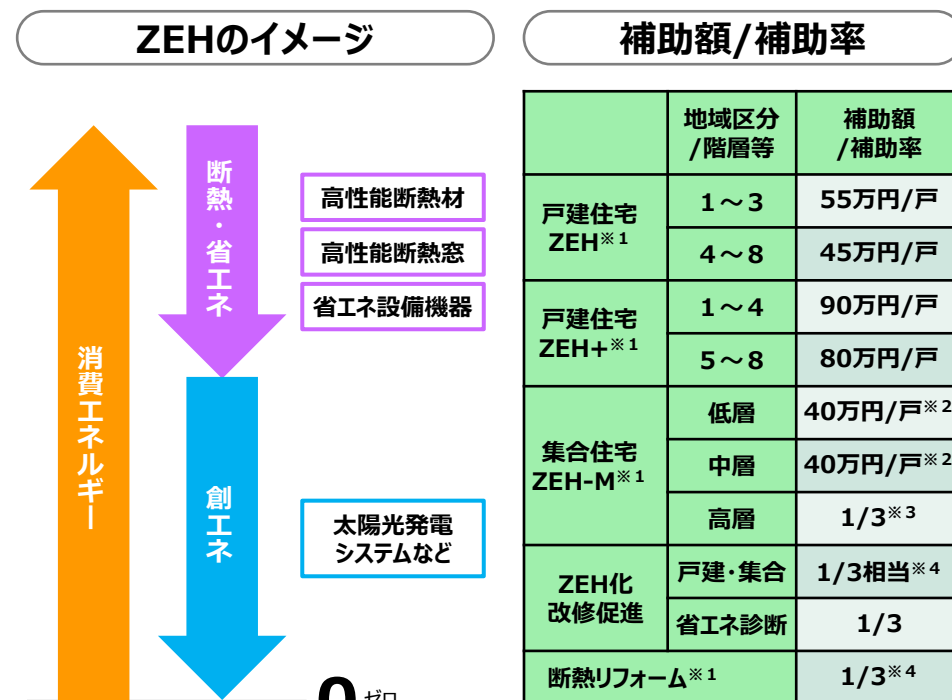 ZEHのイメージ
消費エネルギー
断熱・省エネ
高性能断熱材
高性能断熱窓
省エネ設備機器
創エネ
太陽光発電
システムなど
0 ゼロ
補助額/補助率
地域区分
/階層等
補助額
/補助率
戸建住宅
ZEH※1
1～3
55万円/戸
4～8
45万円/戸
戸建住宅
ZEH+※1
1～4
90万円/戸
5～8
80万円/戸
集合住宅
ZEH-M※1
低層
40万円/戸※2
中層
40万円/戸※2
高層
1/3※3
ZEH化
改修促進
戸建･集合
1/3相当※4
省エネ診断
1/3
断熱リフォーム※1
1/3※4